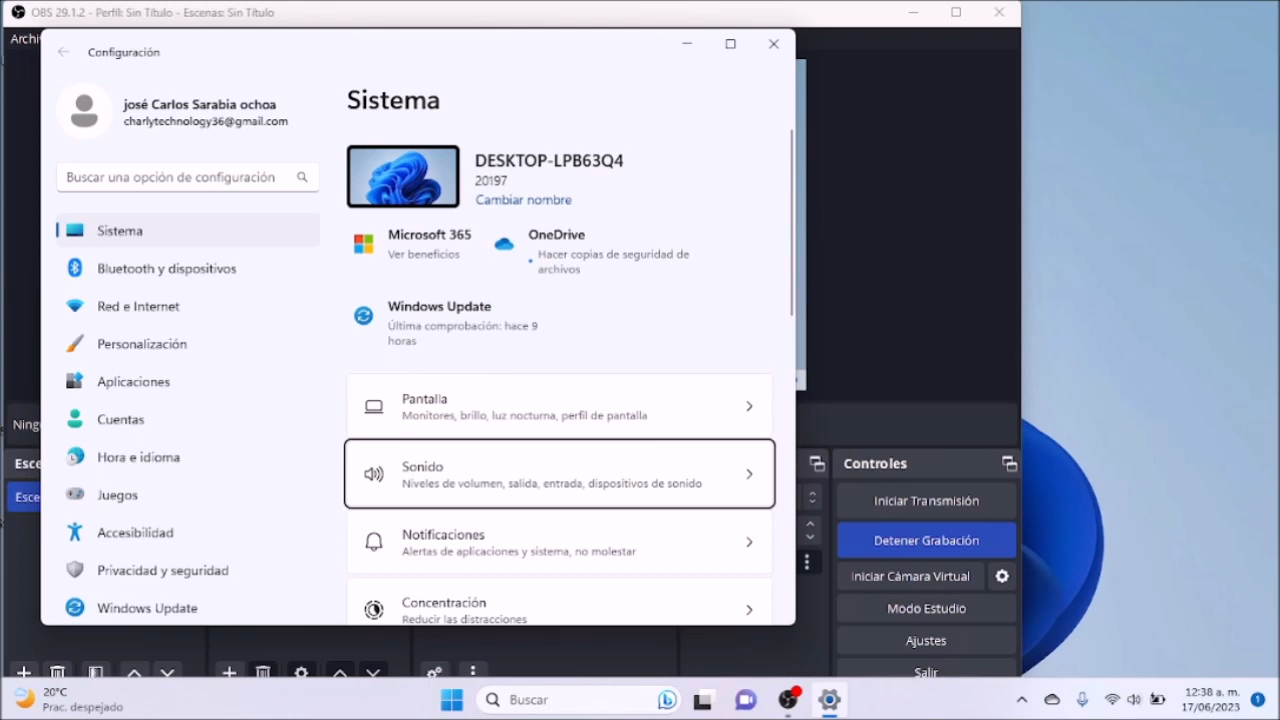 OBS 29.1.2 - Perfil: Sin Título - Escenas: Sin Título
Configuración
josé Carlos Sarabia ochoa
charlytechnology36@gmail.com
Buscar una opción de configuración
Sistema
Bluetooth y dispositivos
Red e Internet
Personalización
Aplicaciones
Cuentas
Hora e idioma
Juegos
Accesibilidad
Privacidad y seguridad
Windows Update
Sistema
DESKTOP-LPB63Q4
20197
Cambiar nombre
Microsoft 365
Ver beneficios
OneDrive
Hacer copias de seguridad de
archivos
Windows Update
Última comprobación: hace 9
horas
Pantalla
Monitores, brillo, luz nocturna, perfil de pantalla
Sonido
Niveles de volumen, salida, entrada, dispositivos de sonido
Notificaciones
Alertas de aplicaciones y sistema, no molestar
Concentración
Reducir las distracciones
Controles
Iniciar Transmisión
Detener Grabación
Iniciar Cámara Virtual
Modo Estudio
Ajustes
Salir
20°C
Prac. despejado
Buscar
12:38 a. m.
17/06/2023
1